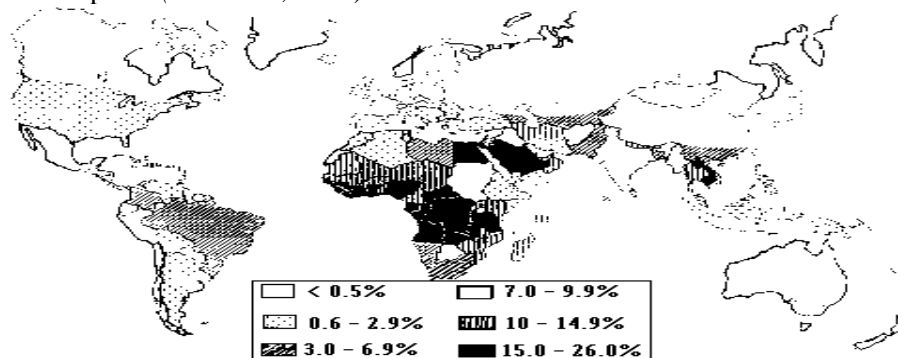 < 0.5% 7.0 – 9.9%
0.6 – 2.9% 10 – 14.9%
3.0 – 6.9% 15.0 – 26.0%